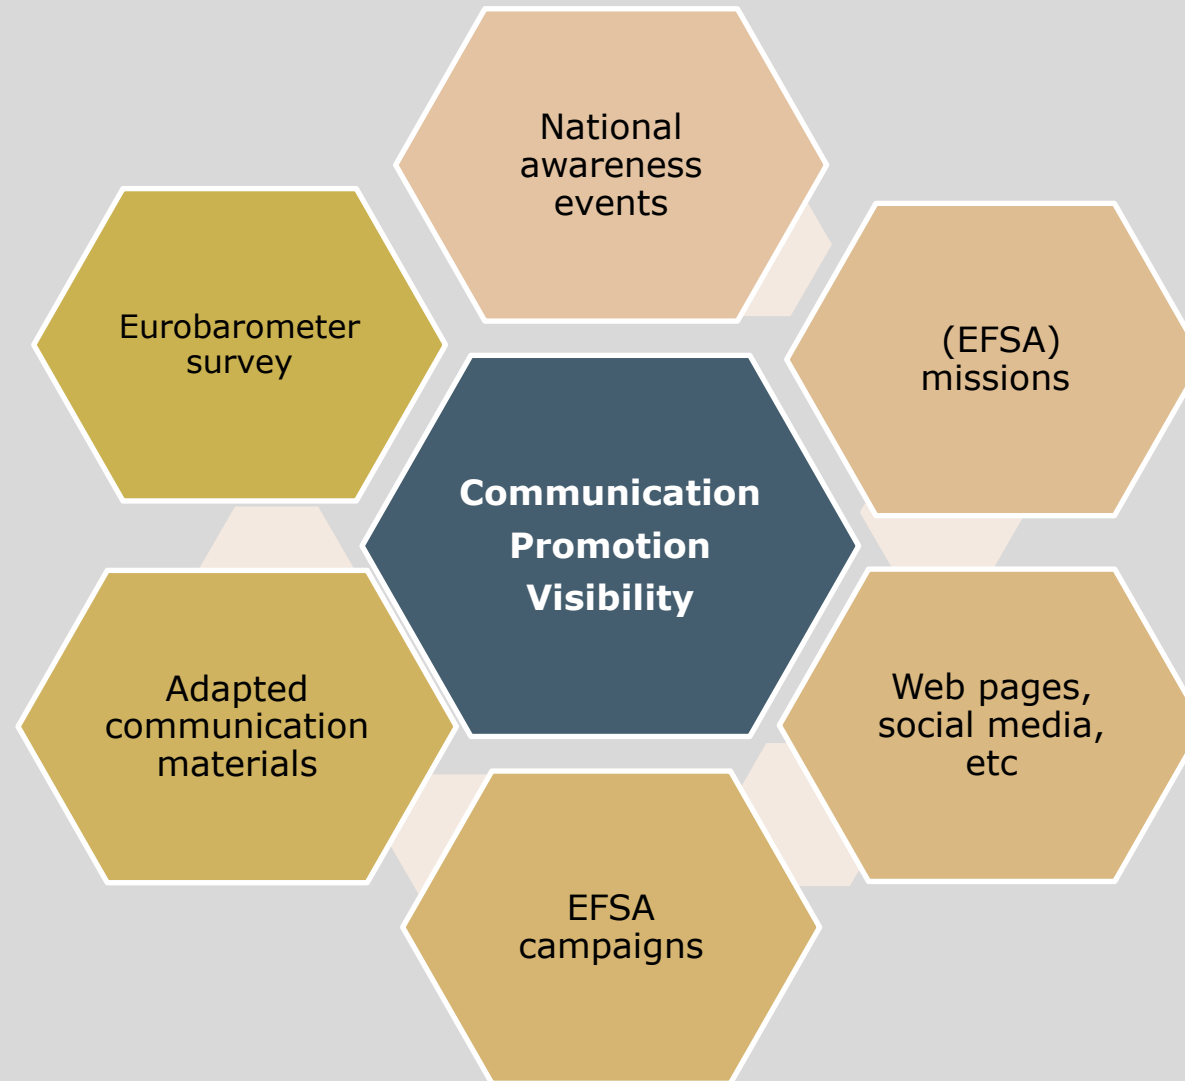 National
awareness
events
(EFSA)
missions
Web pages,
social media,
etc
EFSA
campaigns
Adapted
communication
materials
Eurobarometer
survey
Communication
Promotion
Visibility